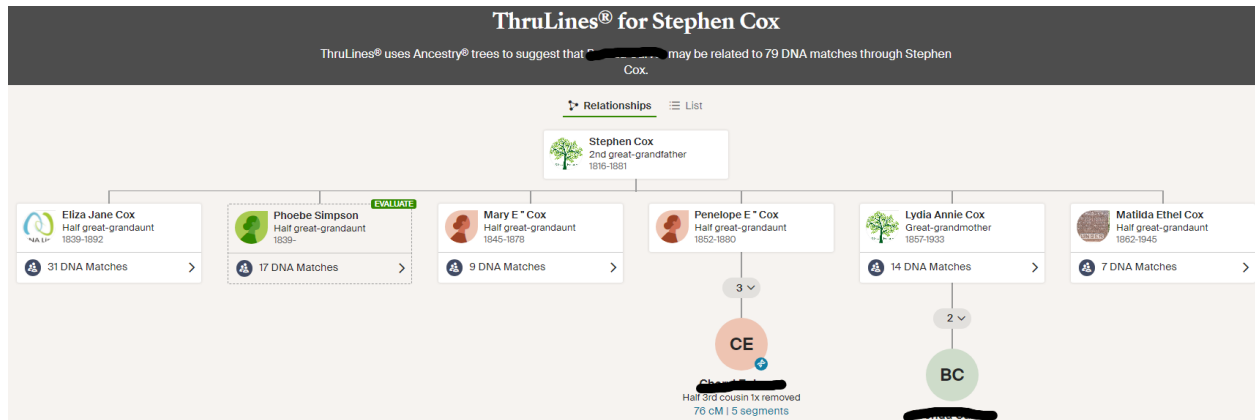 ThruLines® for Stephen Cox
ThruLines® uses Ancestry® trees to suggest that may be related to 79 DNA matches through Stephen
Cox.
Relationships List
Stephen Cox
2nd great-grandfather
1816-1881
Eliza Jane Cox
Half great-grandaunt
1839-1892
31 DNA Matches
EVALUATE
Phoebe Simpson
Half great-grandaunt
1839-
17 DNA Matches
Mary E " Cox
Half great-grandaunt
1845-1878
9 DNA Matches
Penelope E " Cox
Half great-grandaunt
1852-1880
Lydia Annie Cox
Great-grandmother
1857-1933
14 DNA Matches
Matilda Ethel Cox
Half great-grandaunt
1862-1945
7 DNA Matches
3
CE
Half 3rd cousin 1x removed
76 cM | 5 segments
2
BC